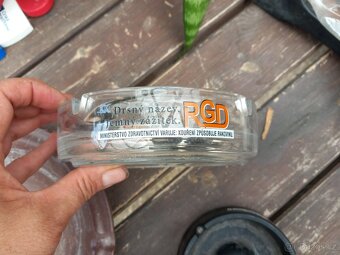 Drsný název,
jemný zážitek.
RGD
MINISTERSTVO ZDRAVOTNICTVÍ VARUJE: KOUŘENÍ ZPŮSOBUJE RAKOVINU